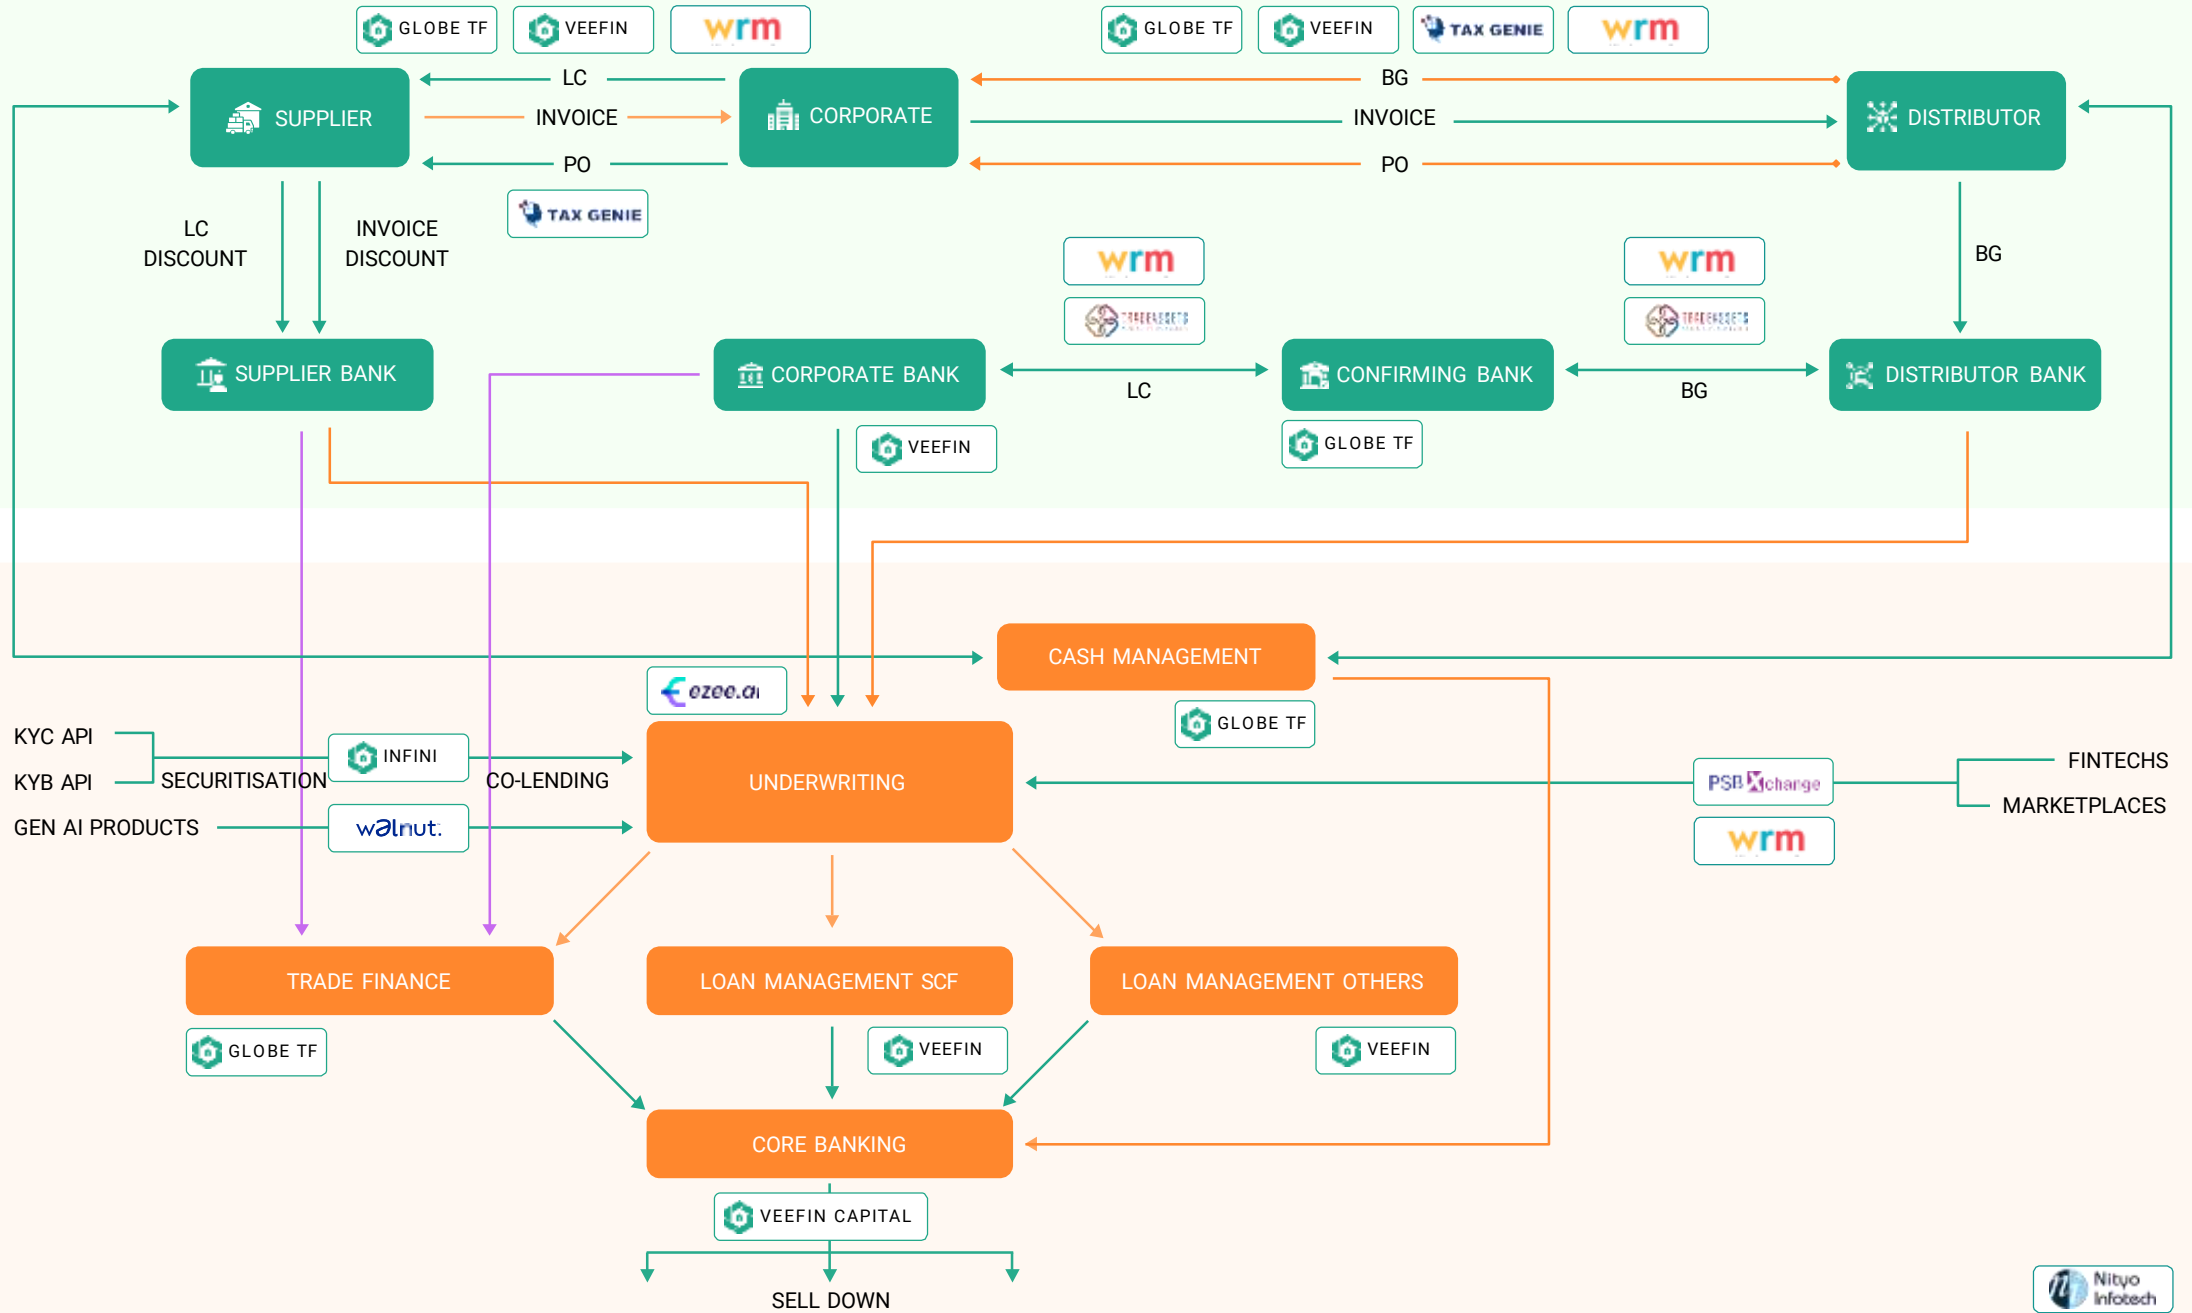 GLOBE TF
VEEFIN
wrm
GLOBE TF
VEEFIN
TAX GENIE
wrm
LC
BG
SUPPLIER
INVOICE
CORPORATE
INVOICE
DISTRIBUTOR
PO
PO
TAX GENIE
LC
DISCOUNT
INVOICE
DISCOUNT
wrm
wrm
BG
TRADEASSETS
TRADEASSETS
SUPPLIER BANK
CORPORATE BANK
LC
CONFIRMING BANK
BG
DISTRIBUTOR BANK
VEEFIN
GLOBE TF
CASH MANAGEMENT
ezee.ai
GLOBE TF
KYC API
KYB API
SECURITISATION
INFINI
CO-LENDING
UNDERWRITING
PSB Xchange
FINTECHS
MARKETPLACES
GEN AI PRODUCTS
walnut.
wrm
TRADE FINANCE
LOAN MANAGEMENT SCF
LOAN MANAGEMENT OTHERS
GLOBE TF
VEEFIN
VEEFIN
CORE BANKING
VEEFIN CAPITAL
SELL DOWN
Nityo
Infotech